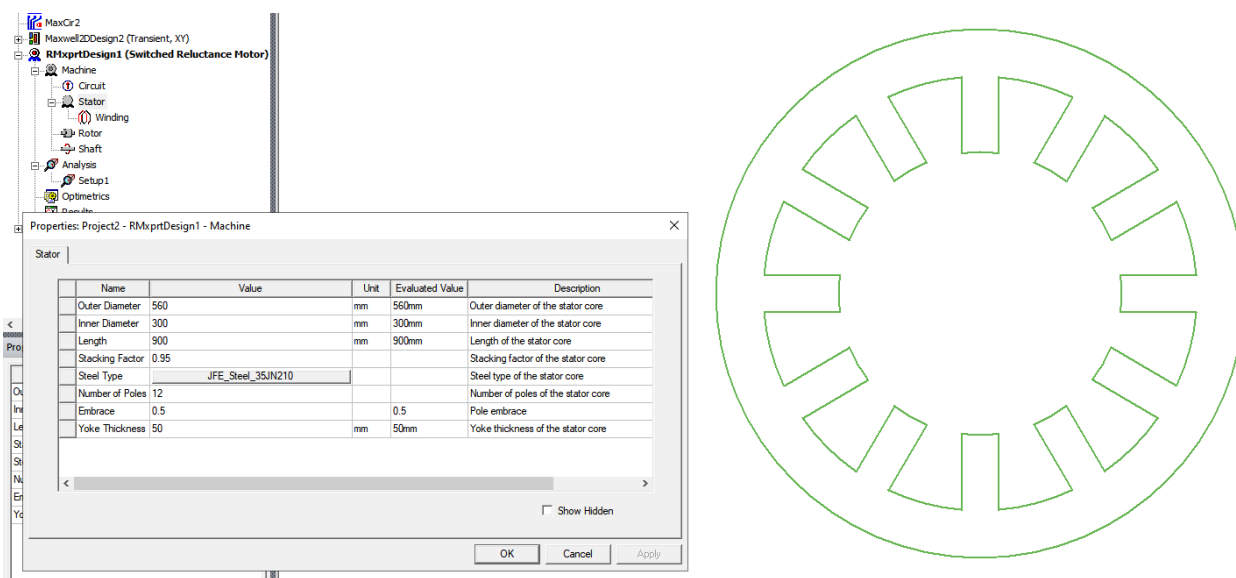 MaxCir2
Maxwell2DDesign2 (Transient, XY)
RMxprtDesign1 (Switched Reluctance Motor)
Machine
Circuit
Stator
Winding
Rotor
Shaft
Analysis
Setup1
Optimetrics
Results
Properties: Project2 - RMxprtDesign1 - Machine
Stator
Name Value Unit Evaluated Value Description
Outer Diameter 560 mm 560mm Outer diameter of the stator core
Inner Diameter 300 mm 300mm Inner diameter of the stator core
Length 900 mm 900mm Length of the stator core
Stacking Factor 0.95 Stacking factor of the stator core
Steel Type JFE_Steel_35JN210 Steel type of the stator core
Number of Poles 12 Number of poles of the stator core
Embrace 0.5 0.5 Pole embrace
Yoke Thickness 50 mm 50mm Yoke thickness of the stator core
Show Hidden
OK Cancel Apply